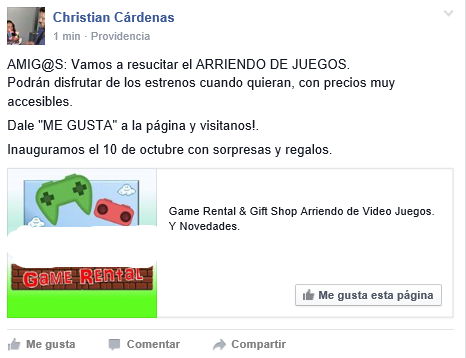 Christian Cárdenas
1 min · Providencia
AMIG@S: Vamos a resucitar el ARRIENDO DE JUEGOS.
Podrán disfrutar de los estrenos cuando quieran, con precios muy
accesibles.
Dale "ME GUSTA" a la página y visitanos!.
Inauguramos el 10 de octubre con sorpresas y regalos.
Game Rental & Gift Shop Arriendo de Video Juegos.
Y Novedades.
GAME RENTAL
Me gusta esta página
Me gusta Comentar Compartir